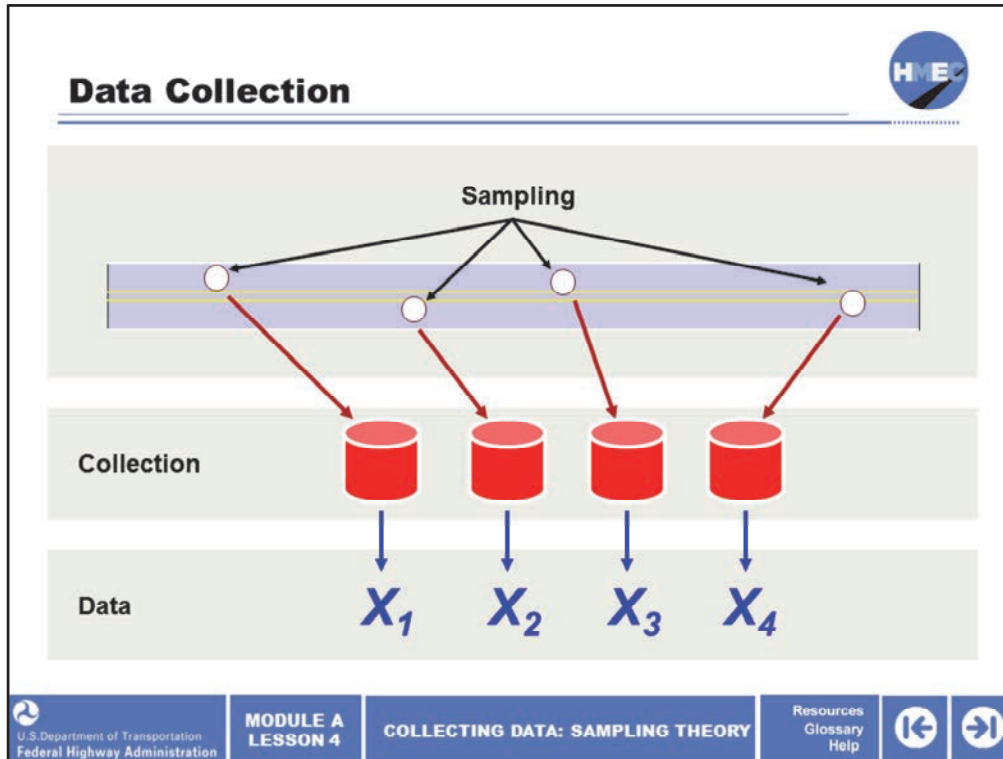 Data Collection
HMEC
Sampling
Collection
Data
X1 X2 X3 X4
U.S.Department of Transportation
Federal Highway Administration
MODULE A
LESSON 4
COLLECTING DATA: SAMPLING THEORY
Resources
Glossary
Help